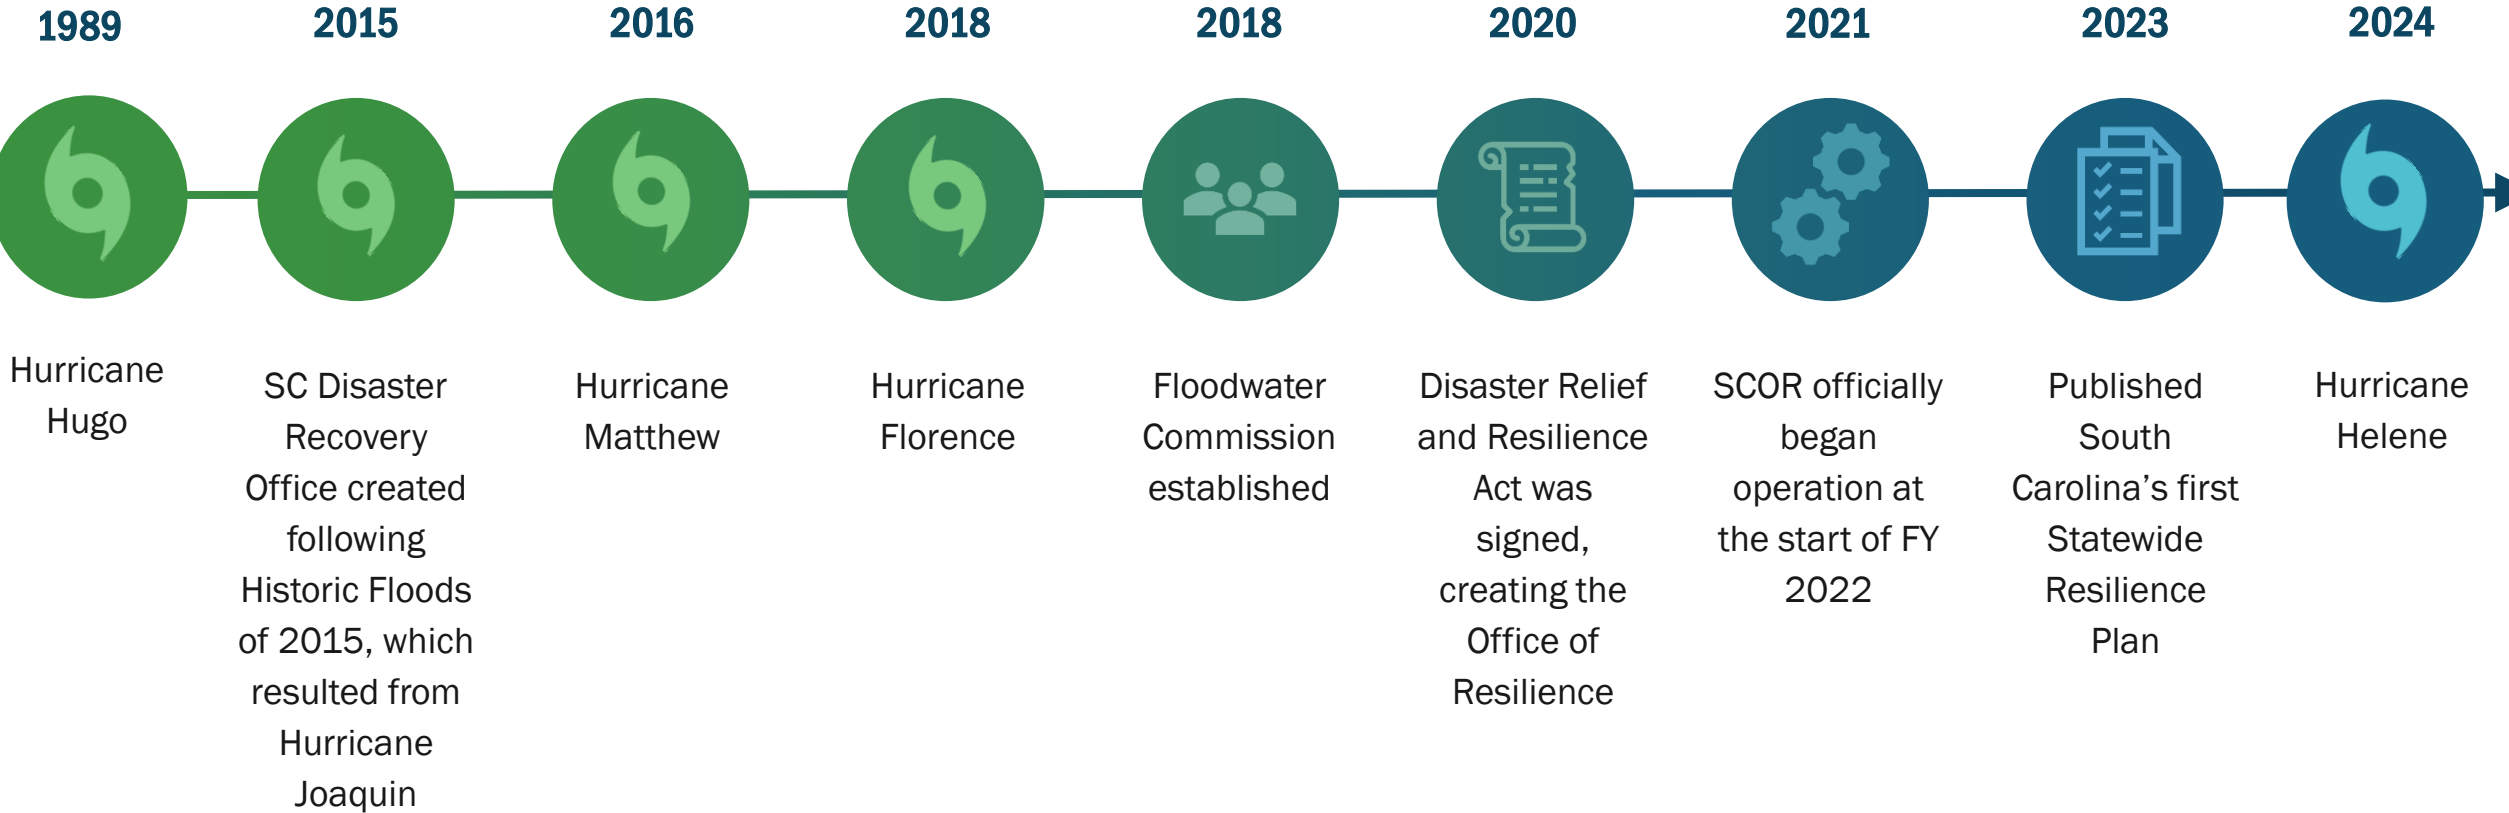 1989
Hurricane
Hugo
2015
SC Disaster
Recovery
Office created
following
Historic Floods
of 2015, which
resulted from
Hurricane
Joaquin
2016
Hurricane
Matthew
2018
Hurricane
Florence
2018
Floodwater
Commission
established
2020
Disaster Relief
and Resilience
Act was
signed,
creating the
Office of
Resilience
2021
SCOR officially
began
operation at
the start of FY
2022
2023
Published
South
Carolina’s first
Statewide
Resilience
Plan
2024
Hurricane
Helene